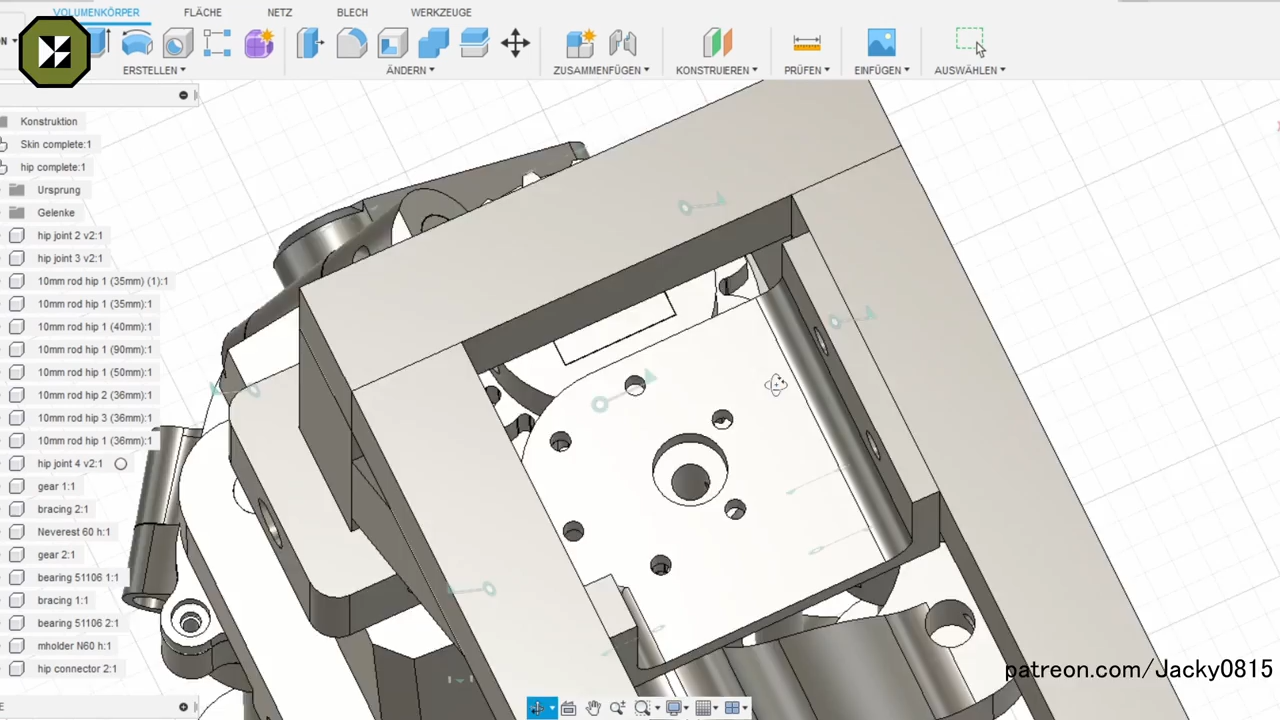 VOLUMENKÖRPER FLÄCHE NETZ BLECH WERKZEUGE
ERSTELLEN ÄNDERN ZUSAMMENFÜGEN KONSTRUIEREN PRÜFEN EINFÜGEN AUSWÄHLEN
Konstruktion
Skin complete:1
hip complete:1
Ursprung
Gelenke
hip joint 2 v2:1
hip joint 3 v2:1
10mm rod hip 1 (35mm) (1):1
10mm rod hip 1 (35mm):1
10mm rod hip 1 (40mm):1
10mm rod hip 1 (90mm):1
10mm rod hip 1 (50mm):1
10mm rod hip 2 (36mm):1
10mm rod hip 3 (36mm):1
10mm rod hip 1 (36mm):1
hip joint 4 v2:1
gear 1:1
bracing 2:1
Neverest 60 h:1
gear 2:1
bearing 51106 1:1
bracing 1:1
bearing 51106 2:1
mholder N60 h:1
hip connector 2:1
patreon.com/Jacky0815